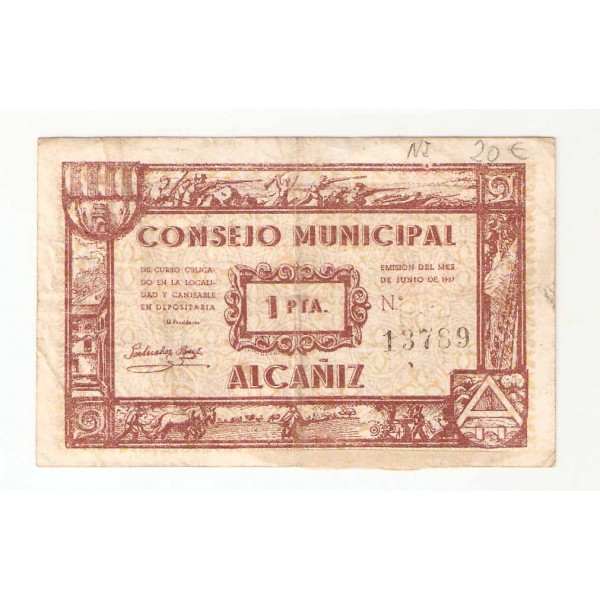 NI 20 €
CONSEJO MUNICIPAL
DE CURSO OBLIGA-
DO EN LA LOCALI-
DAD Y CANJEABLE
EN DEPOSITARIA
El Presidente
EMISION DEL MES
DE JUNIO DE 1937
1 PTA.
N.º
13789
ALCAÑIZ